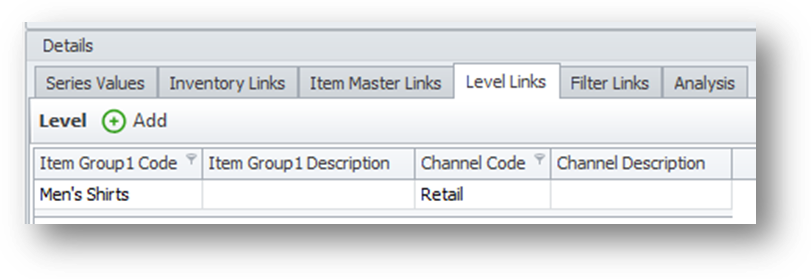 Details
Series Values Inventory Links Item Master Links Level Links Filter Links Analysis
Level Add
Item Group1 Code Item Group1 Description Channel Code Channel Description
Men's Shirts Retail